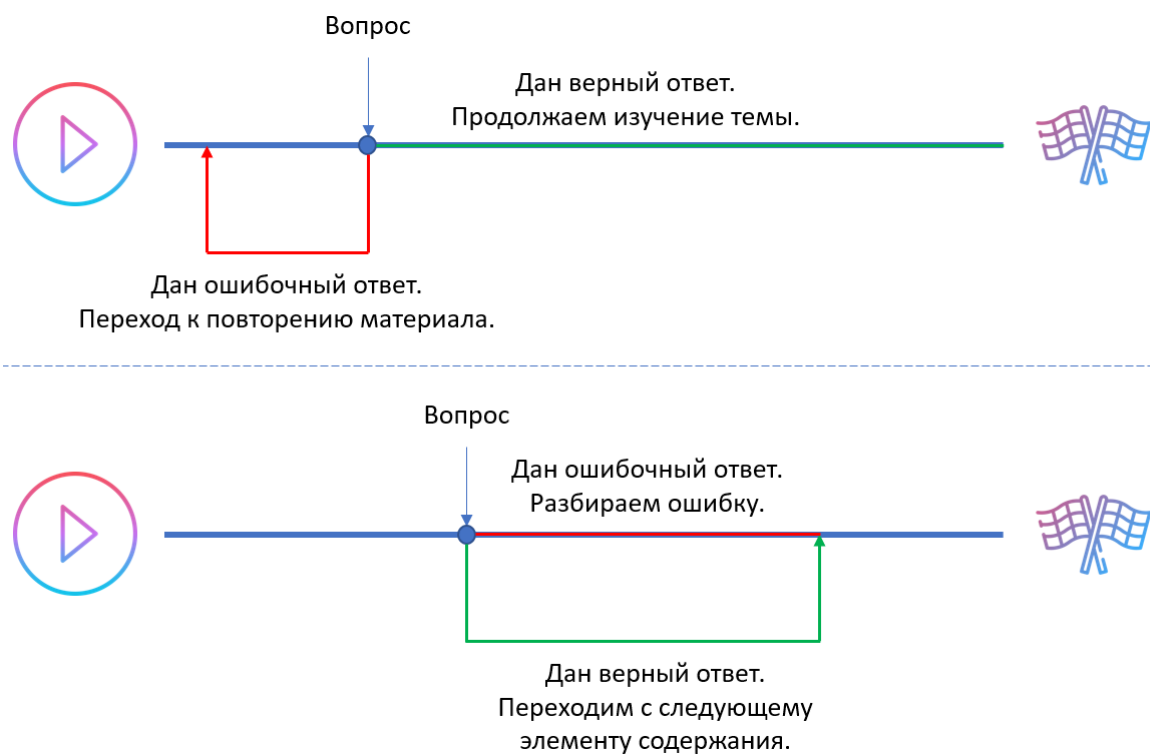 Вопрос
Дан верный ответ.
Продолжаем изучение темы.
Дан ошибочный ответ.
Переход к повторению материала.
Вопрос
Дан ошибочный ответ.
Разбираем ошибку.
Дан верный ответ.
Переходим с следующему
элементу содержания.